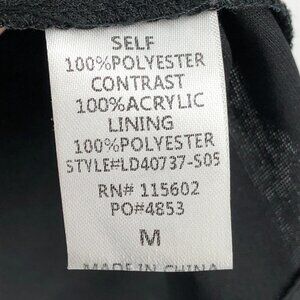 SELF
100%POLYESTER
CONTRAST
100%ACRYLIC
LINING
100%POLYESTER
STYLE#LD40737-S05
RN# 115602
PO#4853
M
MADE IN CHINA